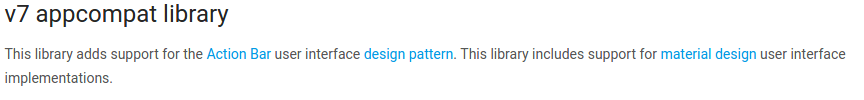 v7 appcompat library
This library adds support for the Action Bar user interface design pattern. This library includes support for material design user interface
implementations.